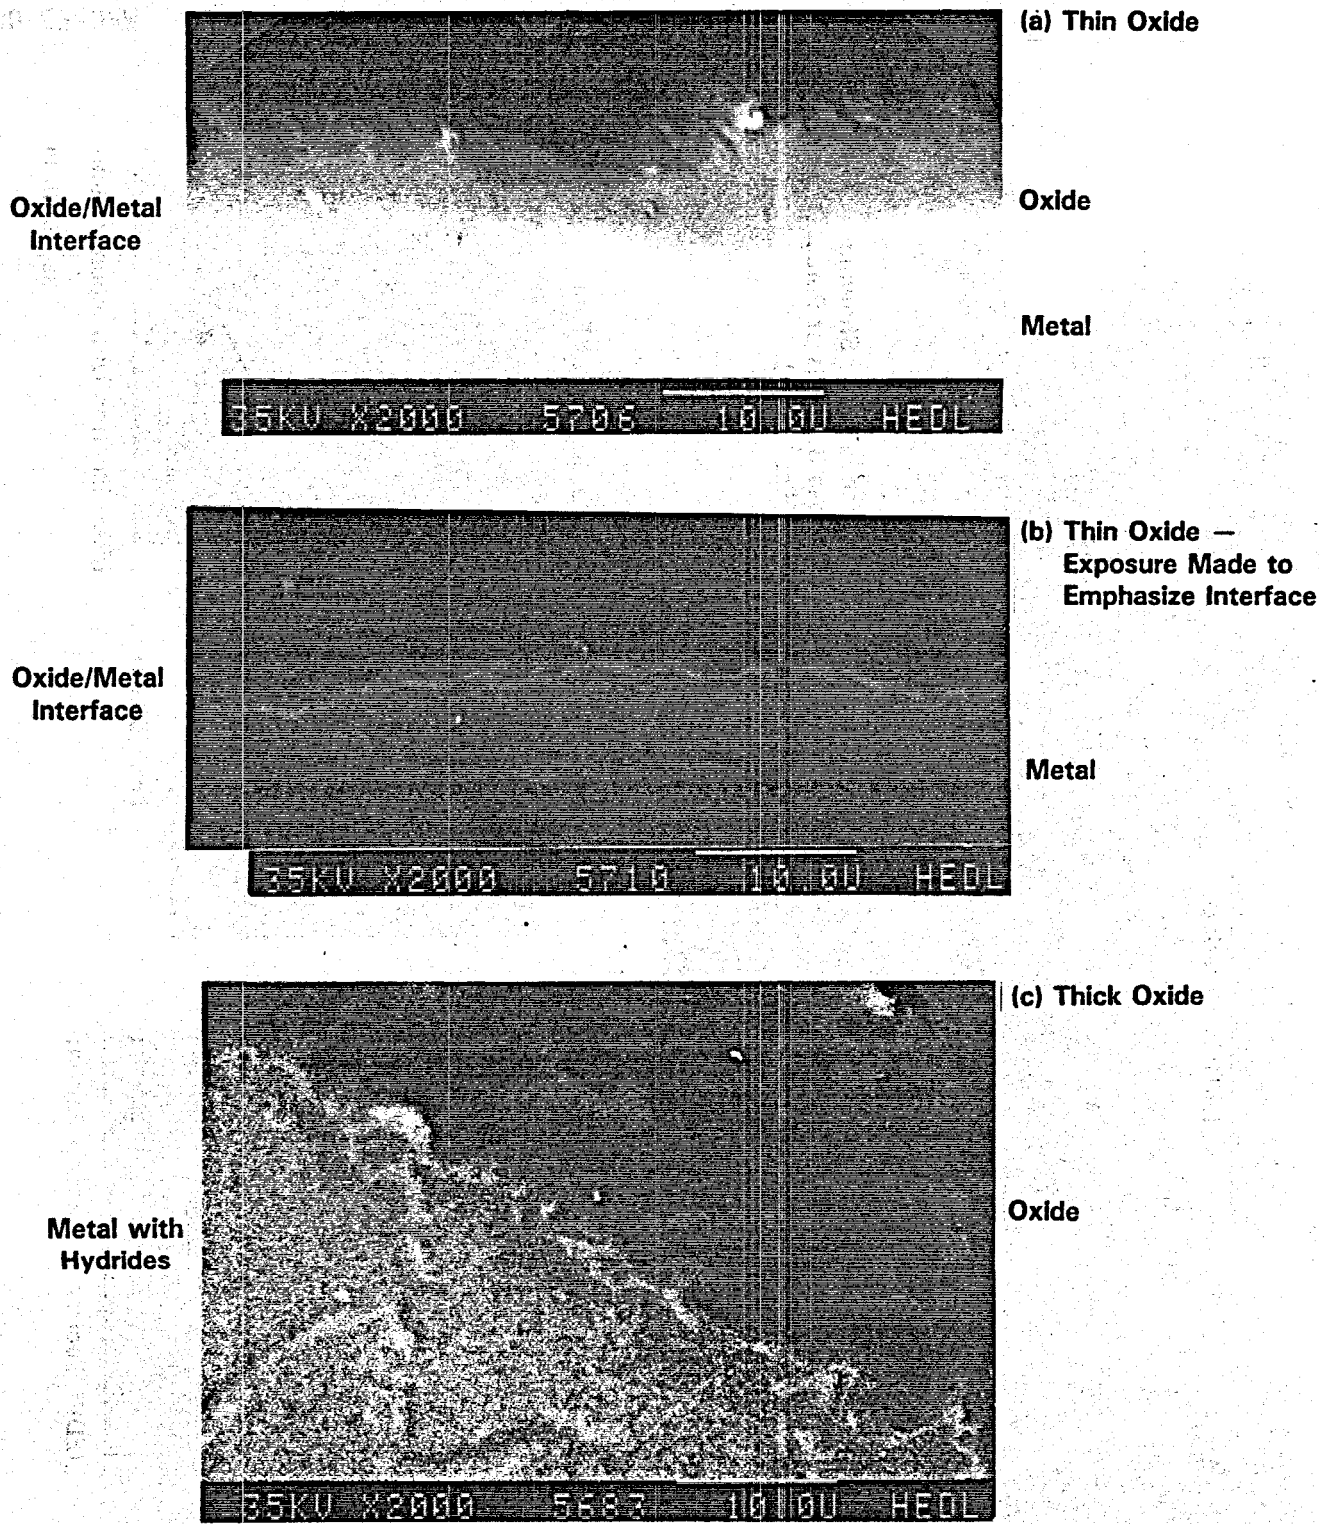 (a) Thin Oxide
Oxide/Metal
Interface
Oxide
Metal
35KV X2000 5706 10.0U HEDL
(b) Thin Oxide —
Exposure Made to
Emphasize Interface
Oxide/Metal
Interface
Metal
35KV X2000 5710 10.0U HEDL
(c) Thick Oxide
Metal with
Hydrides
Oxide
35KV X2000 5683 10.0U HEDL